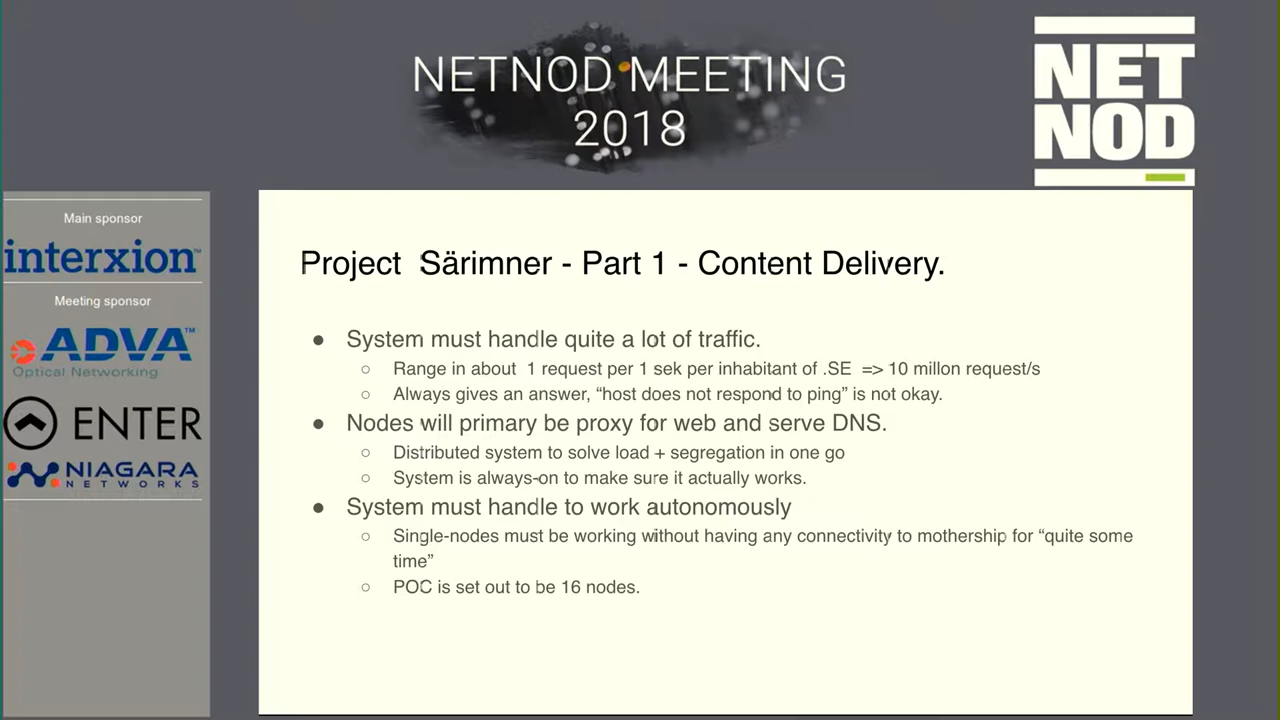 NETNOD MEETING
2018
NET
NOD
Main sponsor
interxion™
Meeting sponsor
ADVA™
Optical Networking
ENTER
NIAGARA
NETWORKS
Project Särimner - Part 1 - Content Delivery.
● System must handle quite a lot of traffic.
○ Range in about 1 request per 1 sek per inhabitant of .SE => 10 millon request/s
○ Always gives an answer, “host does not respond to ping” is not okay.
● Nodes will primary be proxy for web and serve DNS.
○ Distributed system to solve load + segregation in one go
○ System is always-on to make sure it actually works.
● System must handle to work autonomously
○ Single-nodes must be working without having any connectivity to mothership for “quite some
time”
○ POC is set out to be 16 nodes.